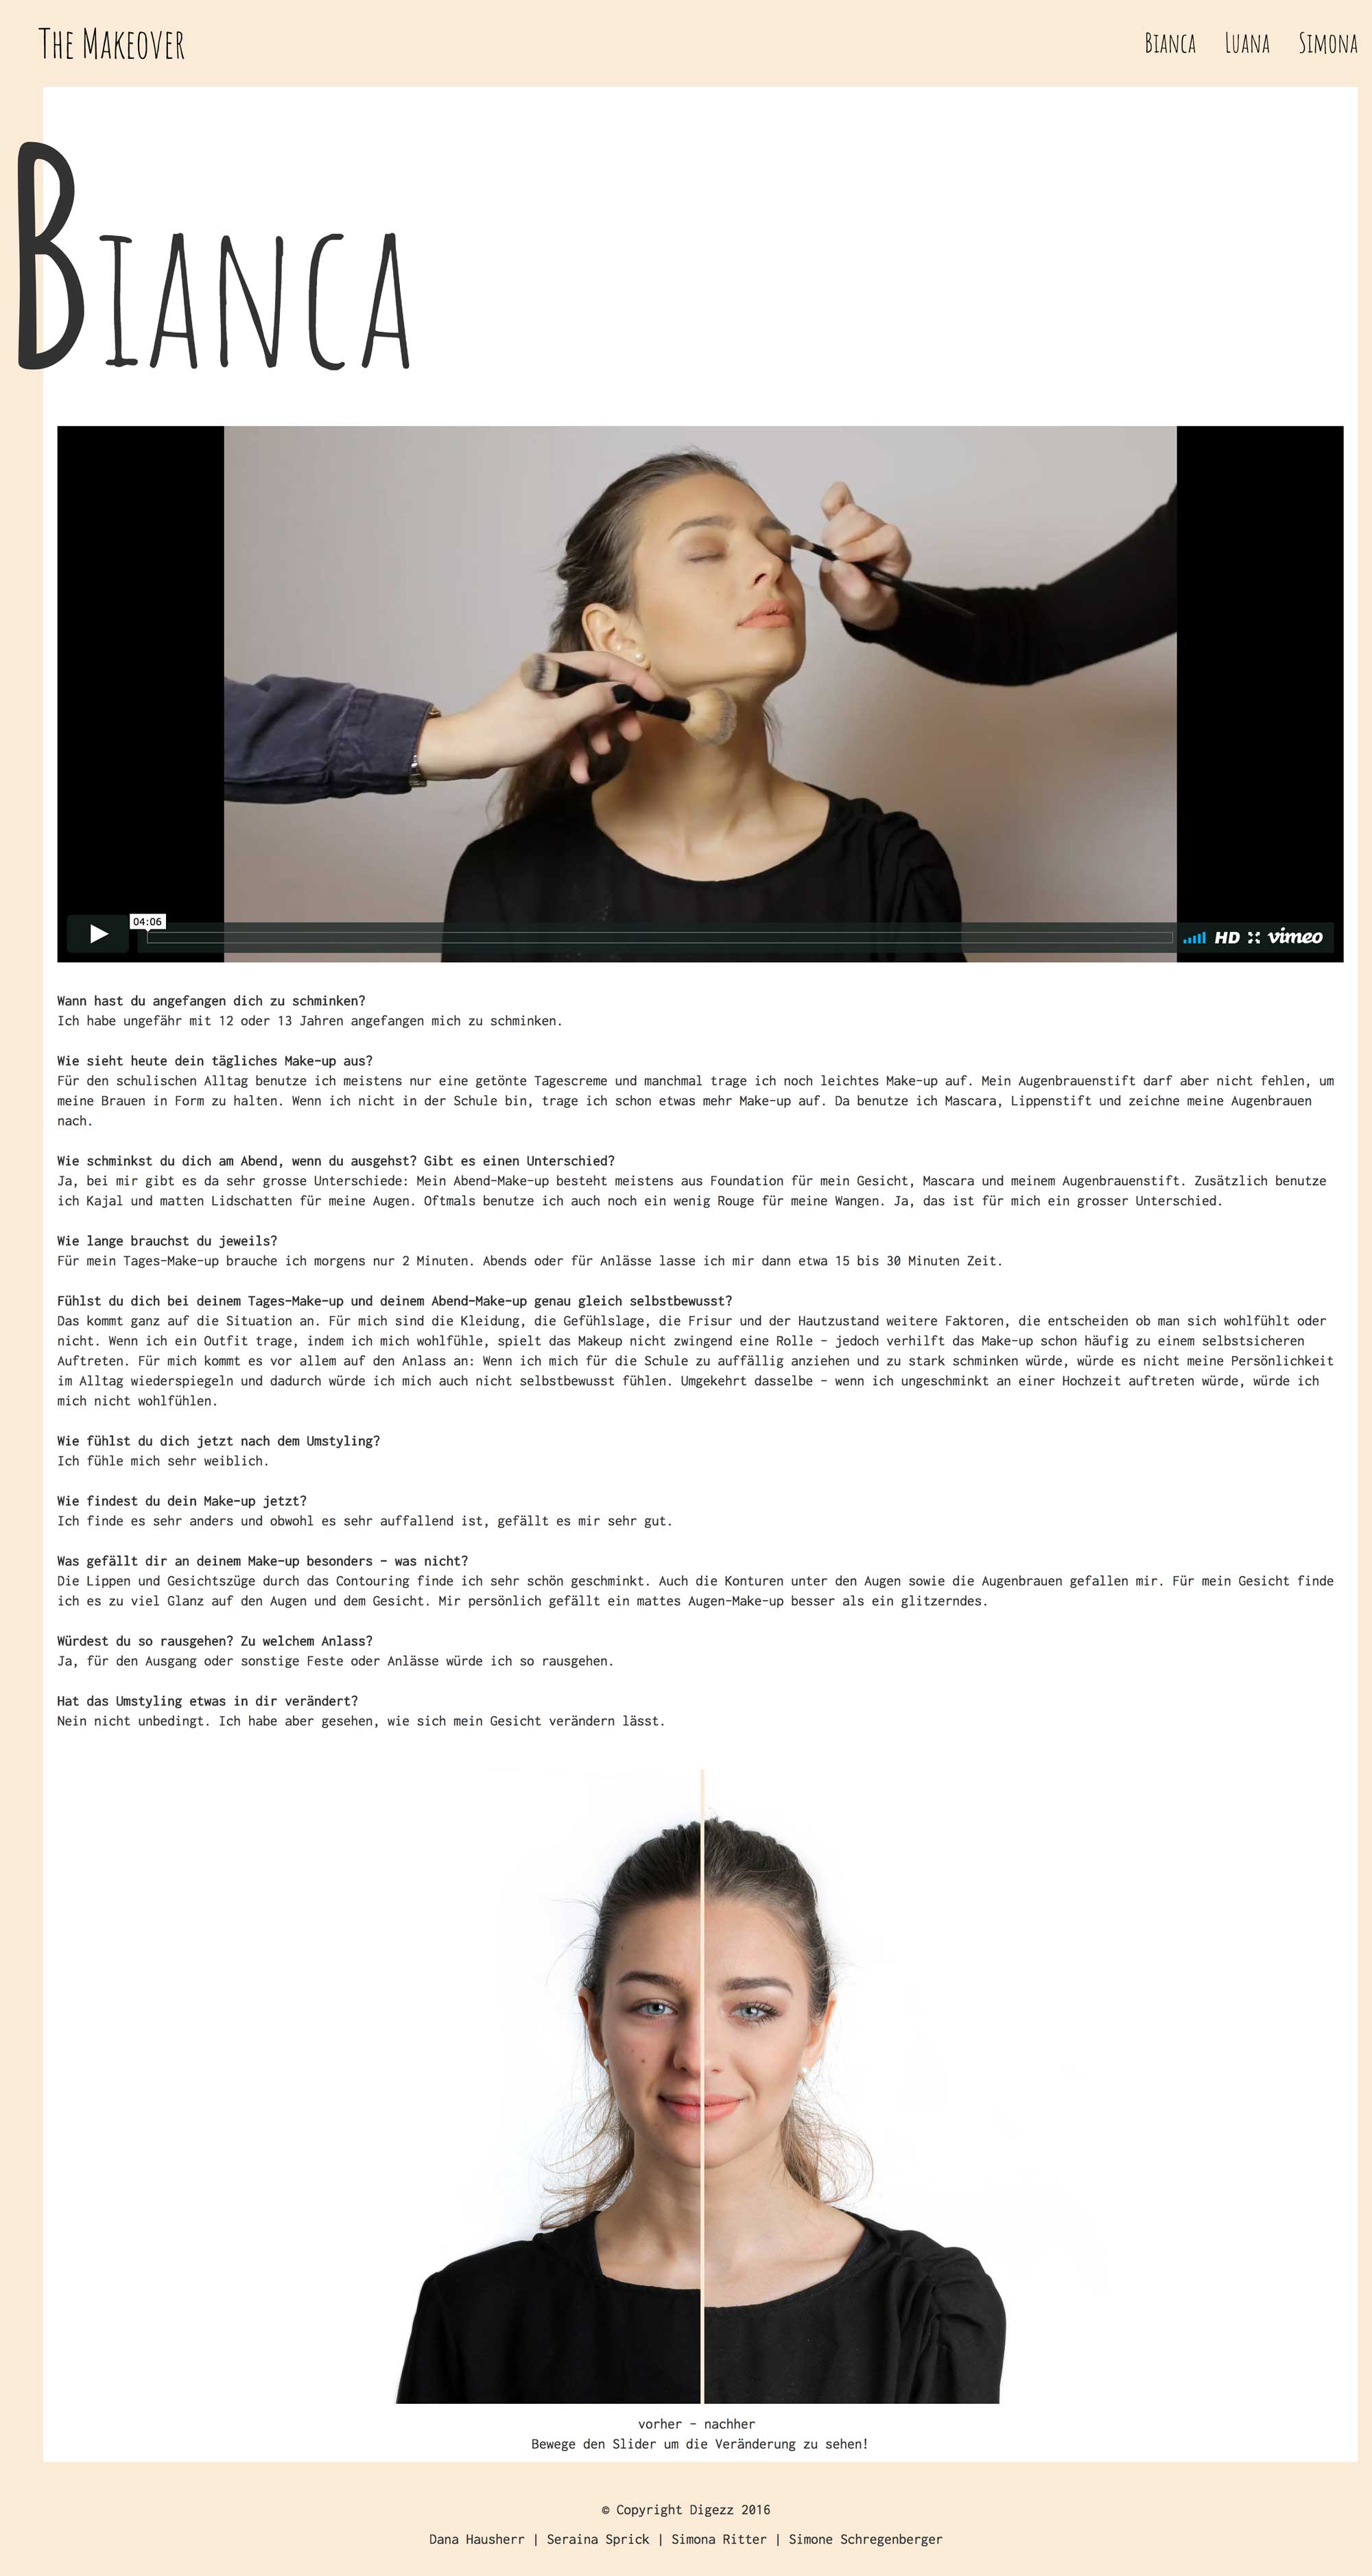 The Makeover
Bianca Luana Simona
Bianca
04:06
HD vimeo
Wann hast du angefangen dich zu schminken?
Ich habe ungefähr mit 12 oder 13 Jahren angefangen mich zu schminken.
Wie sieht heute dein tägliches Make-up aus?
Für den schulischen Alltag benutze ich meistens nur eine getönte Tagescreme und manchmal trage ich noch leichtes Make-up auf. Mein Augenbrauenstift darf aber nicht fehlen, um
meine Brauen in Form zu halten. Wenn ich nicht in der Schule bin, trage ich schon etwas mehr Make-up auf. Da benutze ich Mascara, Lippenstift und zeichne meine Augenbrauen
nach.
Wie schminkst du dich am Abend, wenn du ausgehst? Gibt es einen Unterschied?
Ja, bei mir gibt es da sehr grosse Unterschiede: Mein Abend-Make-up besteht meistens aus Foundation für mein Gesicht, Mascara und meinem Augenbrauenstift. Zusätzlich benutze
ich Kajal und matten Lidschatten für meine Augen. Oftmals benutze ich auch noch ein wenig Rouge für meine Wangen. Ja, das ist für mich ein grosser Unterschied.
Wie lange brauchst du jeweils?
Für mein Tages-Make-up brauche ich morgens nur 2 Minuten. Abends oder für Anlässe lasse ich mir dann etwa 15 bis 30 Minuten Zeit.
Fühlst du dich bei deinem Tages-Make-up und deinem Abend-Make-up genau gleich selbstbewusst?
Das kommt ganz auf die Situation an. Für mich sind die Kleidung, die Gefühlslage, die Frisur und der Hautzustand weitere Faktoren, die entscheiden ob man sich wohlfühlt oder
nicht. Wenn ich ein Outfit trage, indem ich mich wohlfühle, spielt das Makeup nicht zwingend eine Rolle – jedoch verhilft das Make-up schon häufig zu einem selbstsicheren
Auftreten. Für mich kommt es vor allem auf den Anlass an: Wenn ich mich für die Schule zu auffällig anziehen und zu stark schminken würde, würde es nicht meine Persönlichkeit
im Alltag wiederspiegeln und dadurch würde ich mich auch nicht selbstbewusst fühlen. Umgekehrt dasselbe – wenn ich ungeschminkt an einer Hochzeit auftreten würde, würde ich
mich nicht wohlfühlen.
Wie fühlst du dich jetzt nach dem Umstyling?
Ich fühle mich sehr weiblich.
Wie findest du dein Make-up jetzt?
Ich finde es sehr anders und obwohl es sehr auffallend ist, gefällt es mir sehr gut.
Was gefällt dir an deinem Make-up besonders – was nicht?
Die Lippen und Gesichtszüge durch das Contouring finde ich sehr schön geschminkt. Auch die Konturen unter den Augen sowie die Augenbrauen gefallen mir. Für mein Gesicht finde
ich es zu viel Glanz auf den Augen und dem Gesicht. Mir persönlich gefällt ein mattes Augen-Make-up besser als ein glitzerndes.
Würdest du so rausgehen? Zu welchem Anlass?
Ja, für den Ausgang oder sonstige Feste oder Anlässe würde ich so rausgehen.
Hat das Umstyling etwas in dir verändert?
Nein nicht unbedingt. Ich habe aber gesehen, wie sich mein Gesicht verändern lässt.
vorher – nachher
Bewege den Slider um die Veränderung zu sehen!
© Copyright Digezz 2016
Dana Hausherr | Seraina Sprick | Simona Ritter | Simone Schregenberger